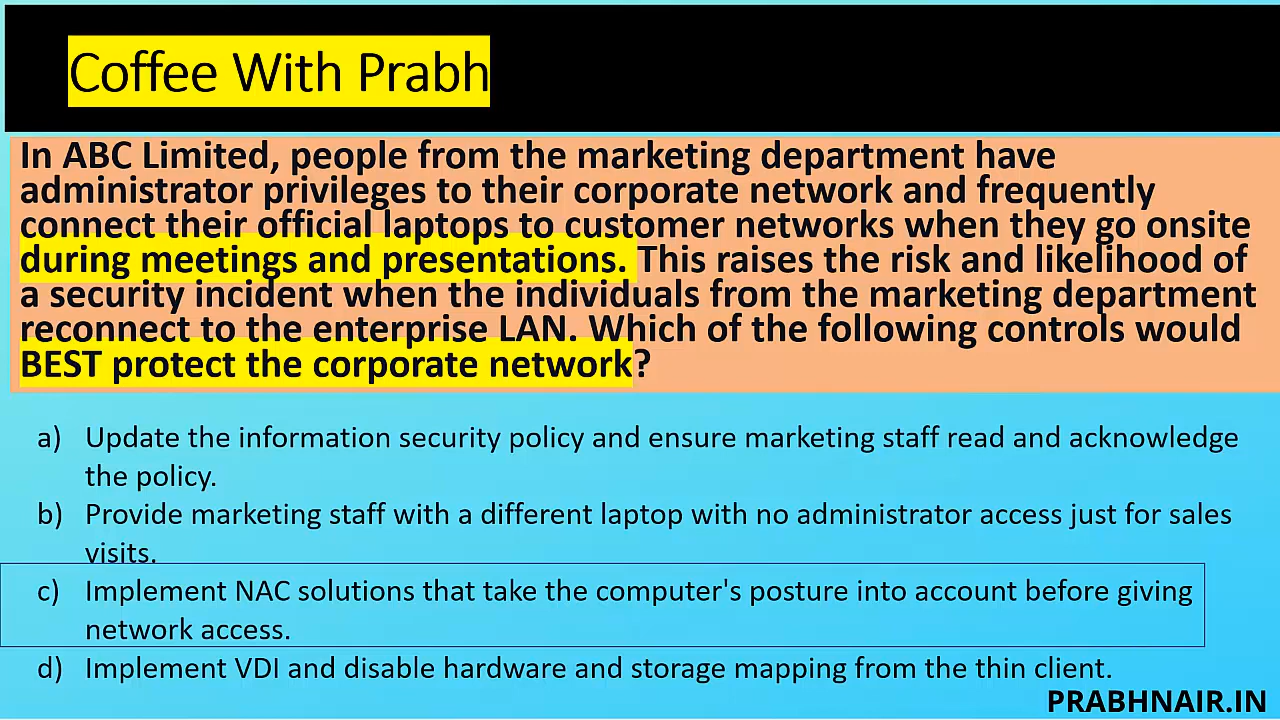 Coffee With Prabh
In ABC Limited, people from the marketing department have
administrator privileges to their corporate network and frequently
connect their official laptops to customer networks when they go onsite
during meetings and presentations. This raises the risk and likelihood of
a security incident when the individuals from the marketing department
reconnect to the enterprise LAN. Which of the following controls would
BEST protect the corporate network?
a) Update the information security policy and ensure marketing staff read and acknowledge
the policy.
b) Provide marketing staff with a different laptop with no administrator access just for sales
visits.
c) Implement NAC solutions that take the computer's posture into account before giving
network access.
d) Implement VDI and disable hardware and storage mapping from the thin client.
PRABHNAIR.IN